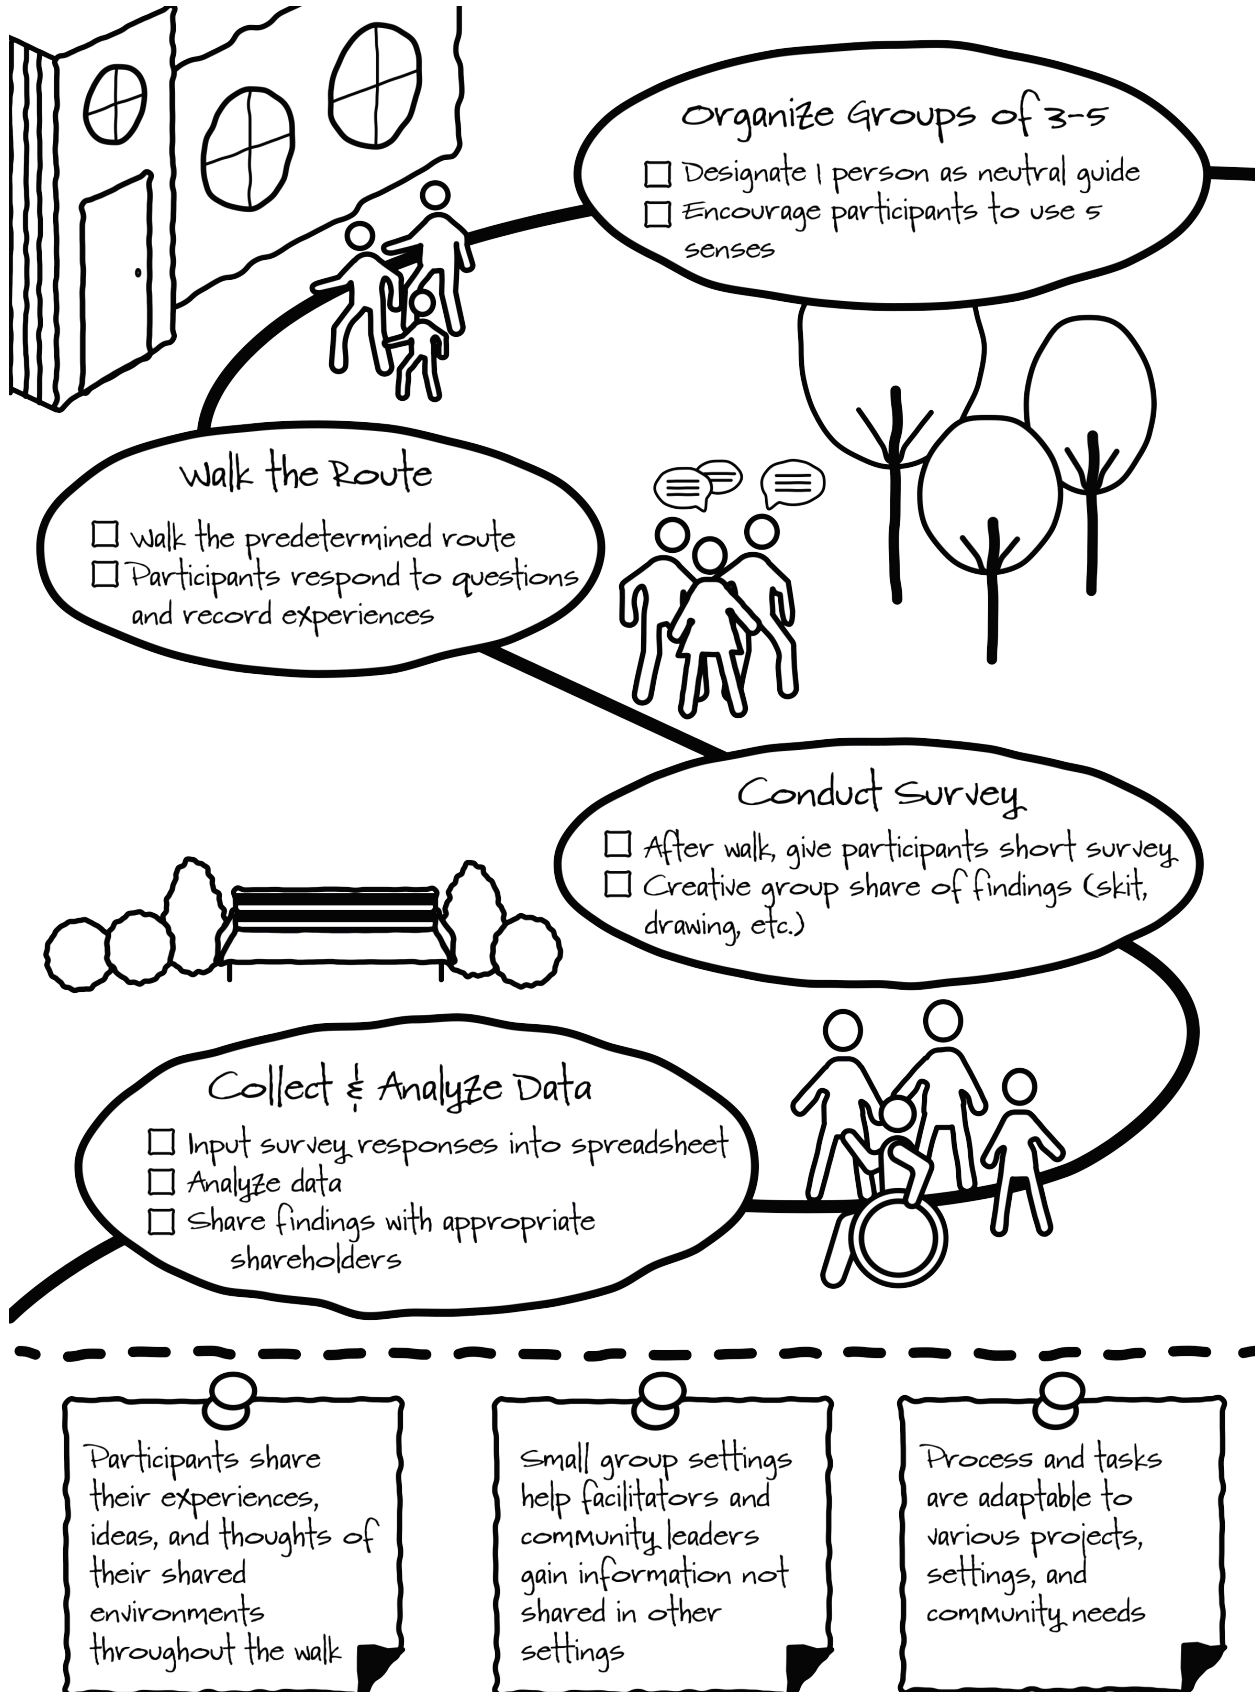 Organize Groups of 3-5
Designate 1 person as neutral guide
Encourage participants to use 5
senses
Walk the Route
Walk the predetermined route
Participants respond to questions
and record experiences
Conduct Survey
After walk, give participants short survey
Creative group share of findings (skit,
drawing, etc.)
Collect & Analyze Data
Input survey responses into spreadsheet
Analyze data
Share findings with appropriate
shareholders
Participants share
their experiences,
ideas, and thoughts of
their shared
environments
throughout the walk
Small group settings
help facilitators and
community leaders
gain information not
shared in other
settings
Process and tasks
are adaptable to
various projects,
settings, and
community needs